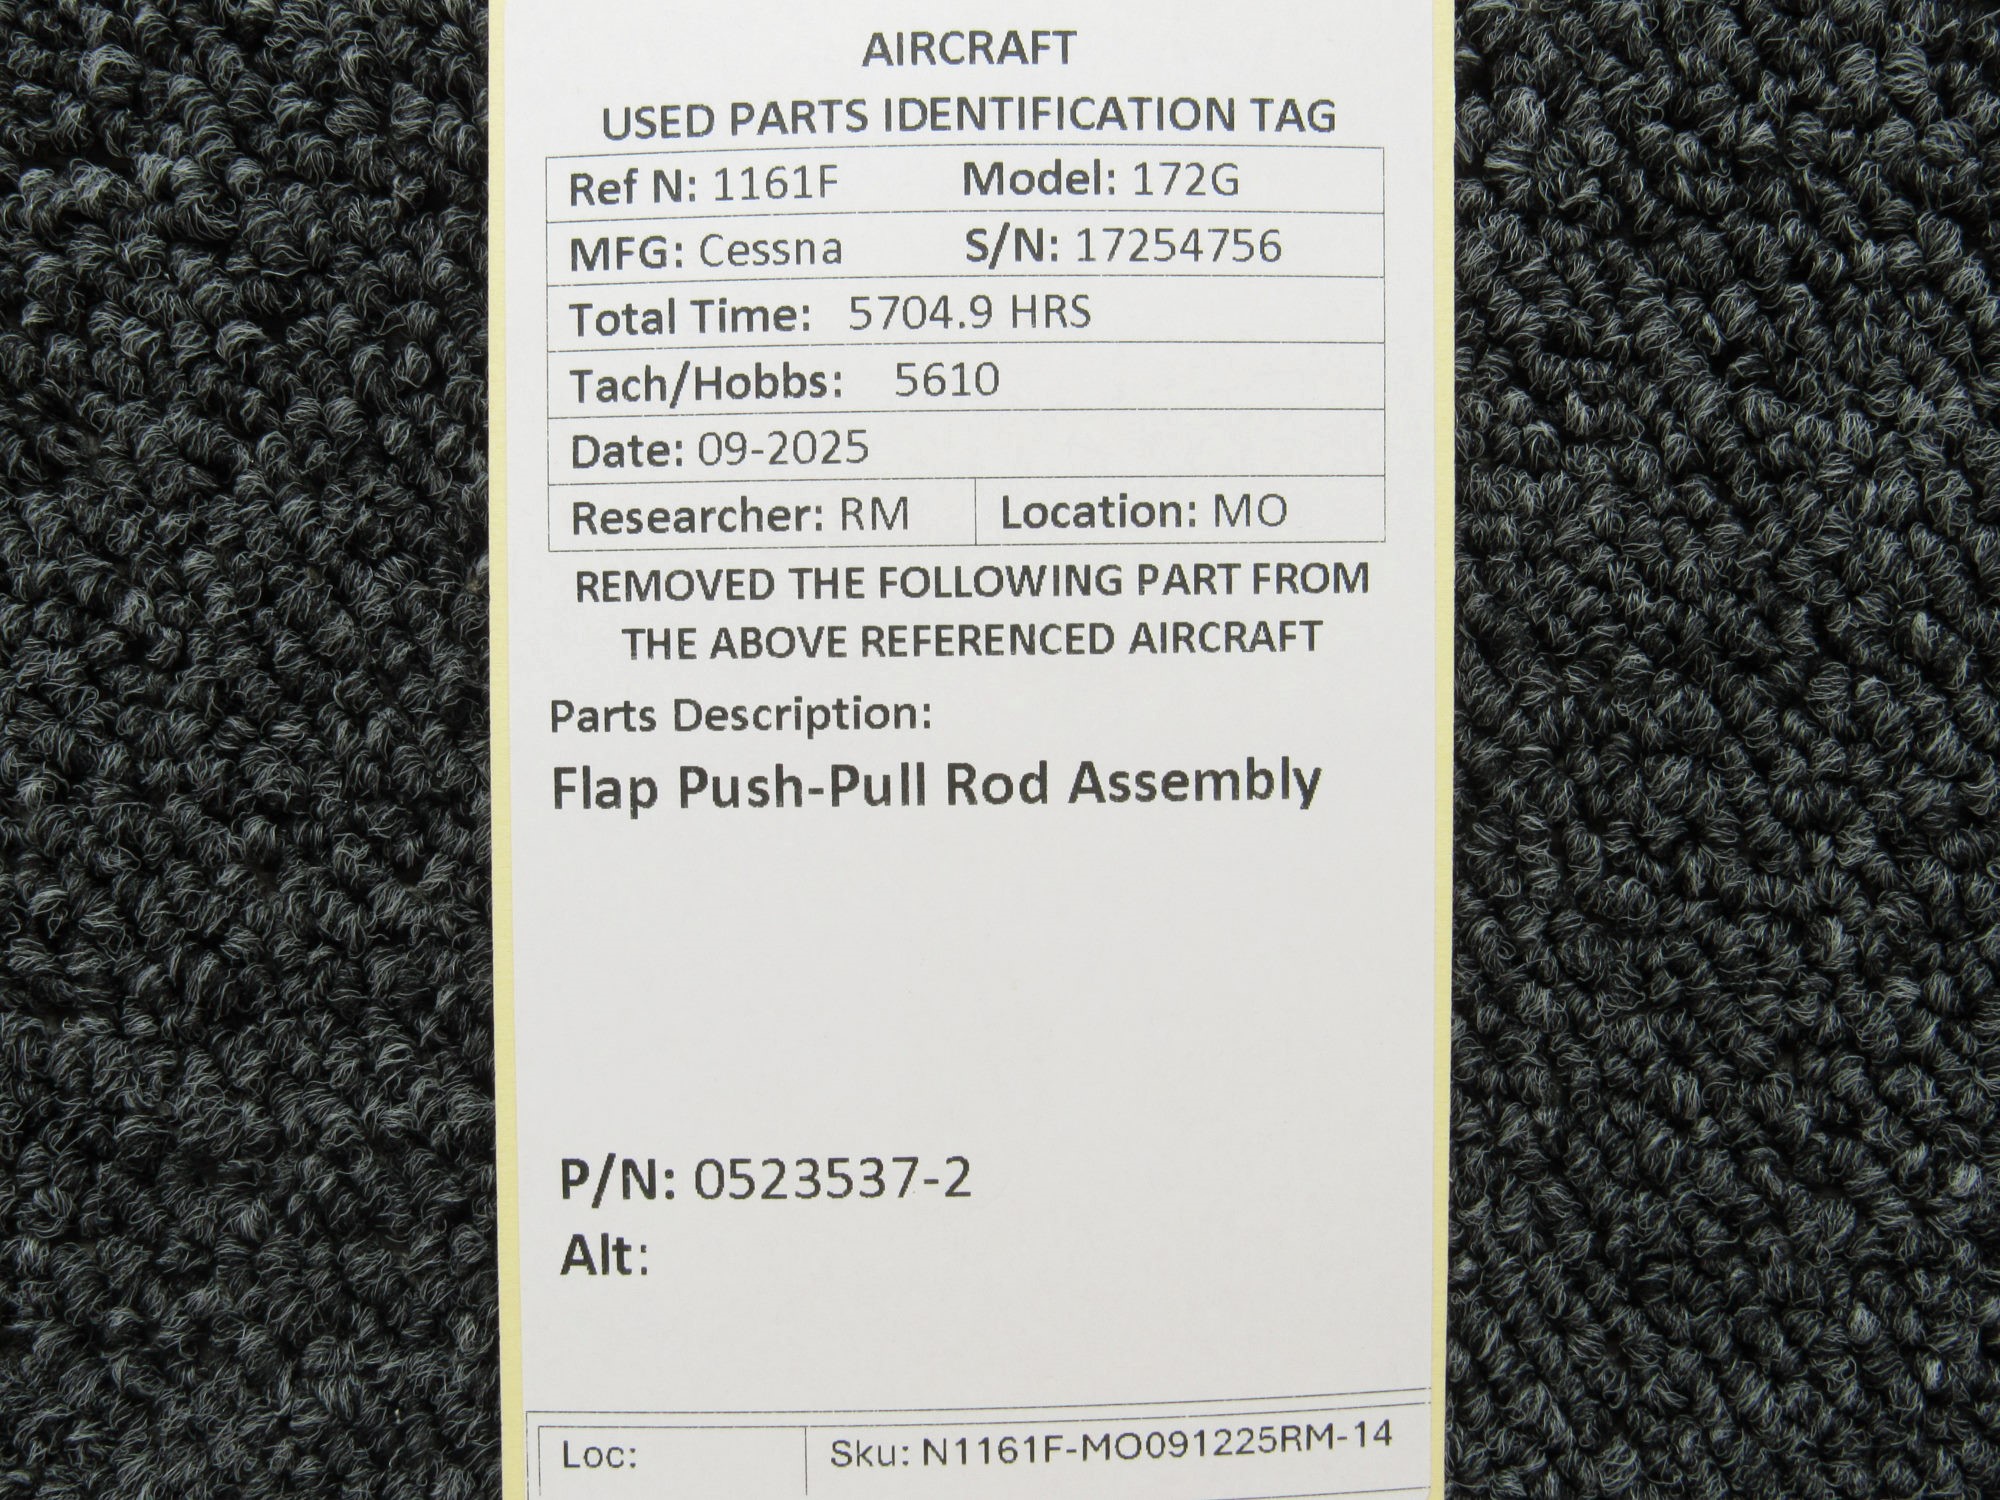 AIRCRAFT
USED PARTS IDENTIFICATION TAG
Ref N: 1161F Model: 172G
MFG: Cessna S/N: 17254756
Total Time: 5704.9 HRS
Tach/Hobbs: 5610
Date: 09-2025
Researcher: RM Location: MO
REMOVED THE FOLLOWING PART FROM
THE ABOVE REFERENCED AIRCRAFT
Parts Description:
Flap Push-Pull Rod Assembly
P/N: 0523537-2
Alt:
Loc: Sku: N1161F-MO091225RM-14